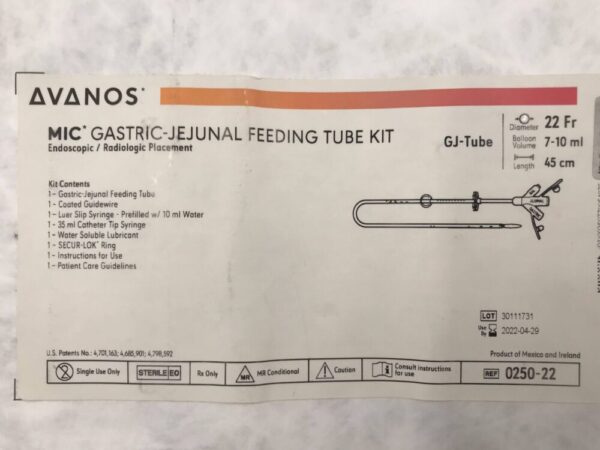 AVANOS*
MIC* GASTRIC-JEJUNAL FEEDING TUBE KIT
Endoscopic / Radiologic Placement
GJ-Tube
Diameter 22 Fr
Balloon Volume 7-10 ml
Length 45 cm
Kit Contents
1 - Gastric-Jejunal Feeding Tube
1 - Coated Guidewire
1 - Luer Slip Syringe - Prefilled w/ 10 ml Water
1 - 35 ml Catheter Tip Syringe
1 - Water Soluble Lubricant
1 - SECUR-LOK* Ring
1 - Instructions for Use
1 - Patient Care Guidelines
LOT 30111731
Use By 2022-04-29
U.S. Patents No.: 4,701,163; 4,685,901; 4,798,592
Product of Mexico and Ireland
2 Single Use Only
STERILE EO
Rx Only
MR MR Conditional
Caution
Consult instructions for use
REF 0250-22